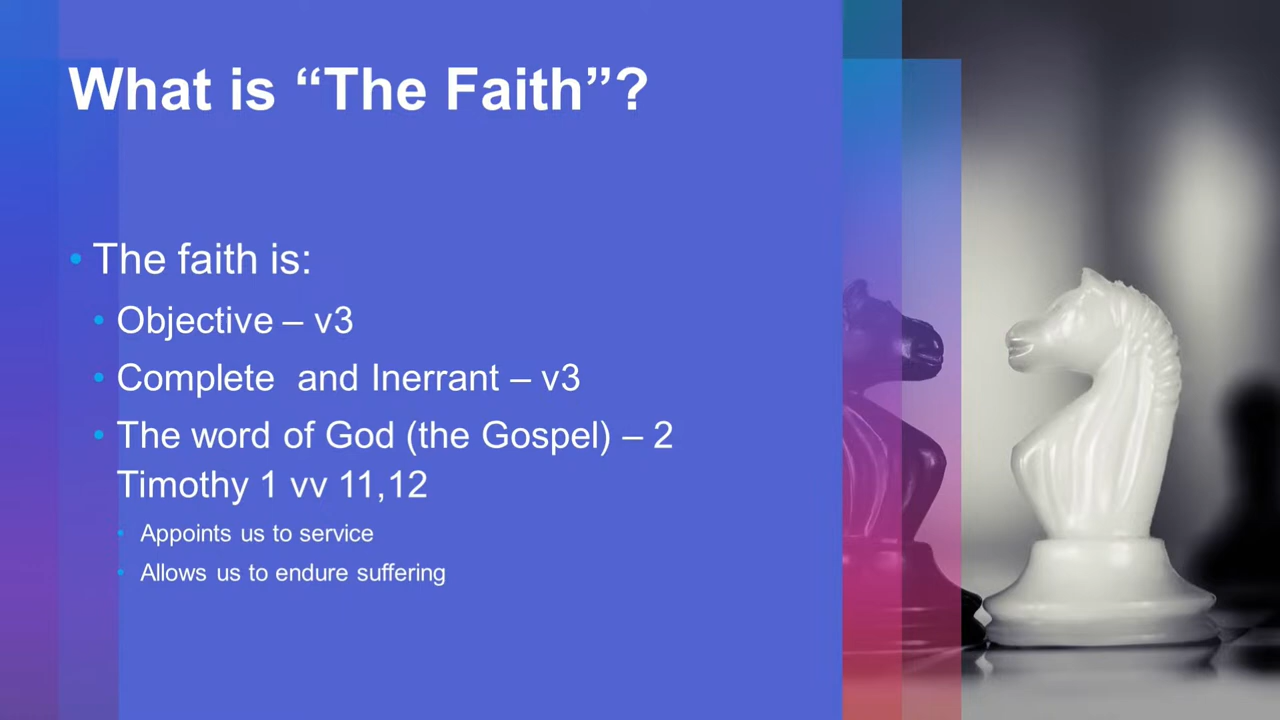 What is “The Faith”?
• The faith is:
• Objective – v3
• Complete  and Inerrant – v3
• The word of God (the Gospel) – 2
Timothy 1 vv 11,12
• Appoints us to service
• Allows us to endure suffering